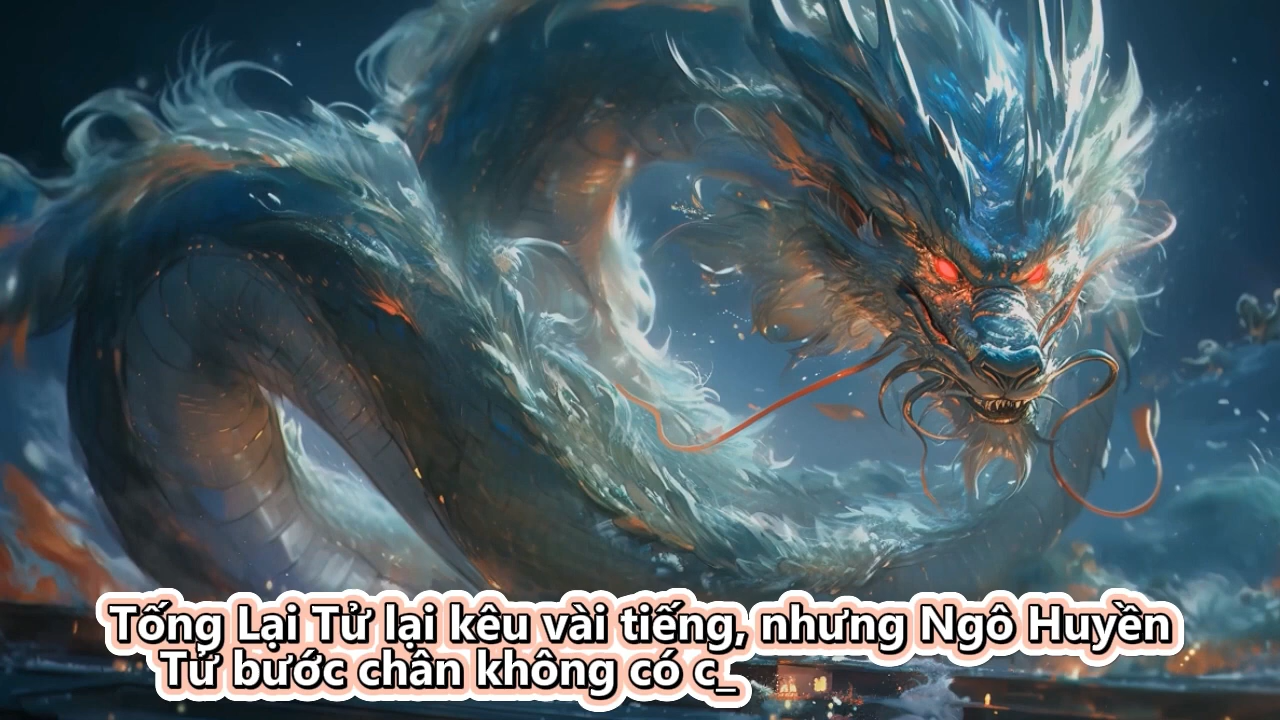 Tống Lại Tử lại kêu vài tiếng, nhưng Ngô Huyền
Tử bước chân không có c_